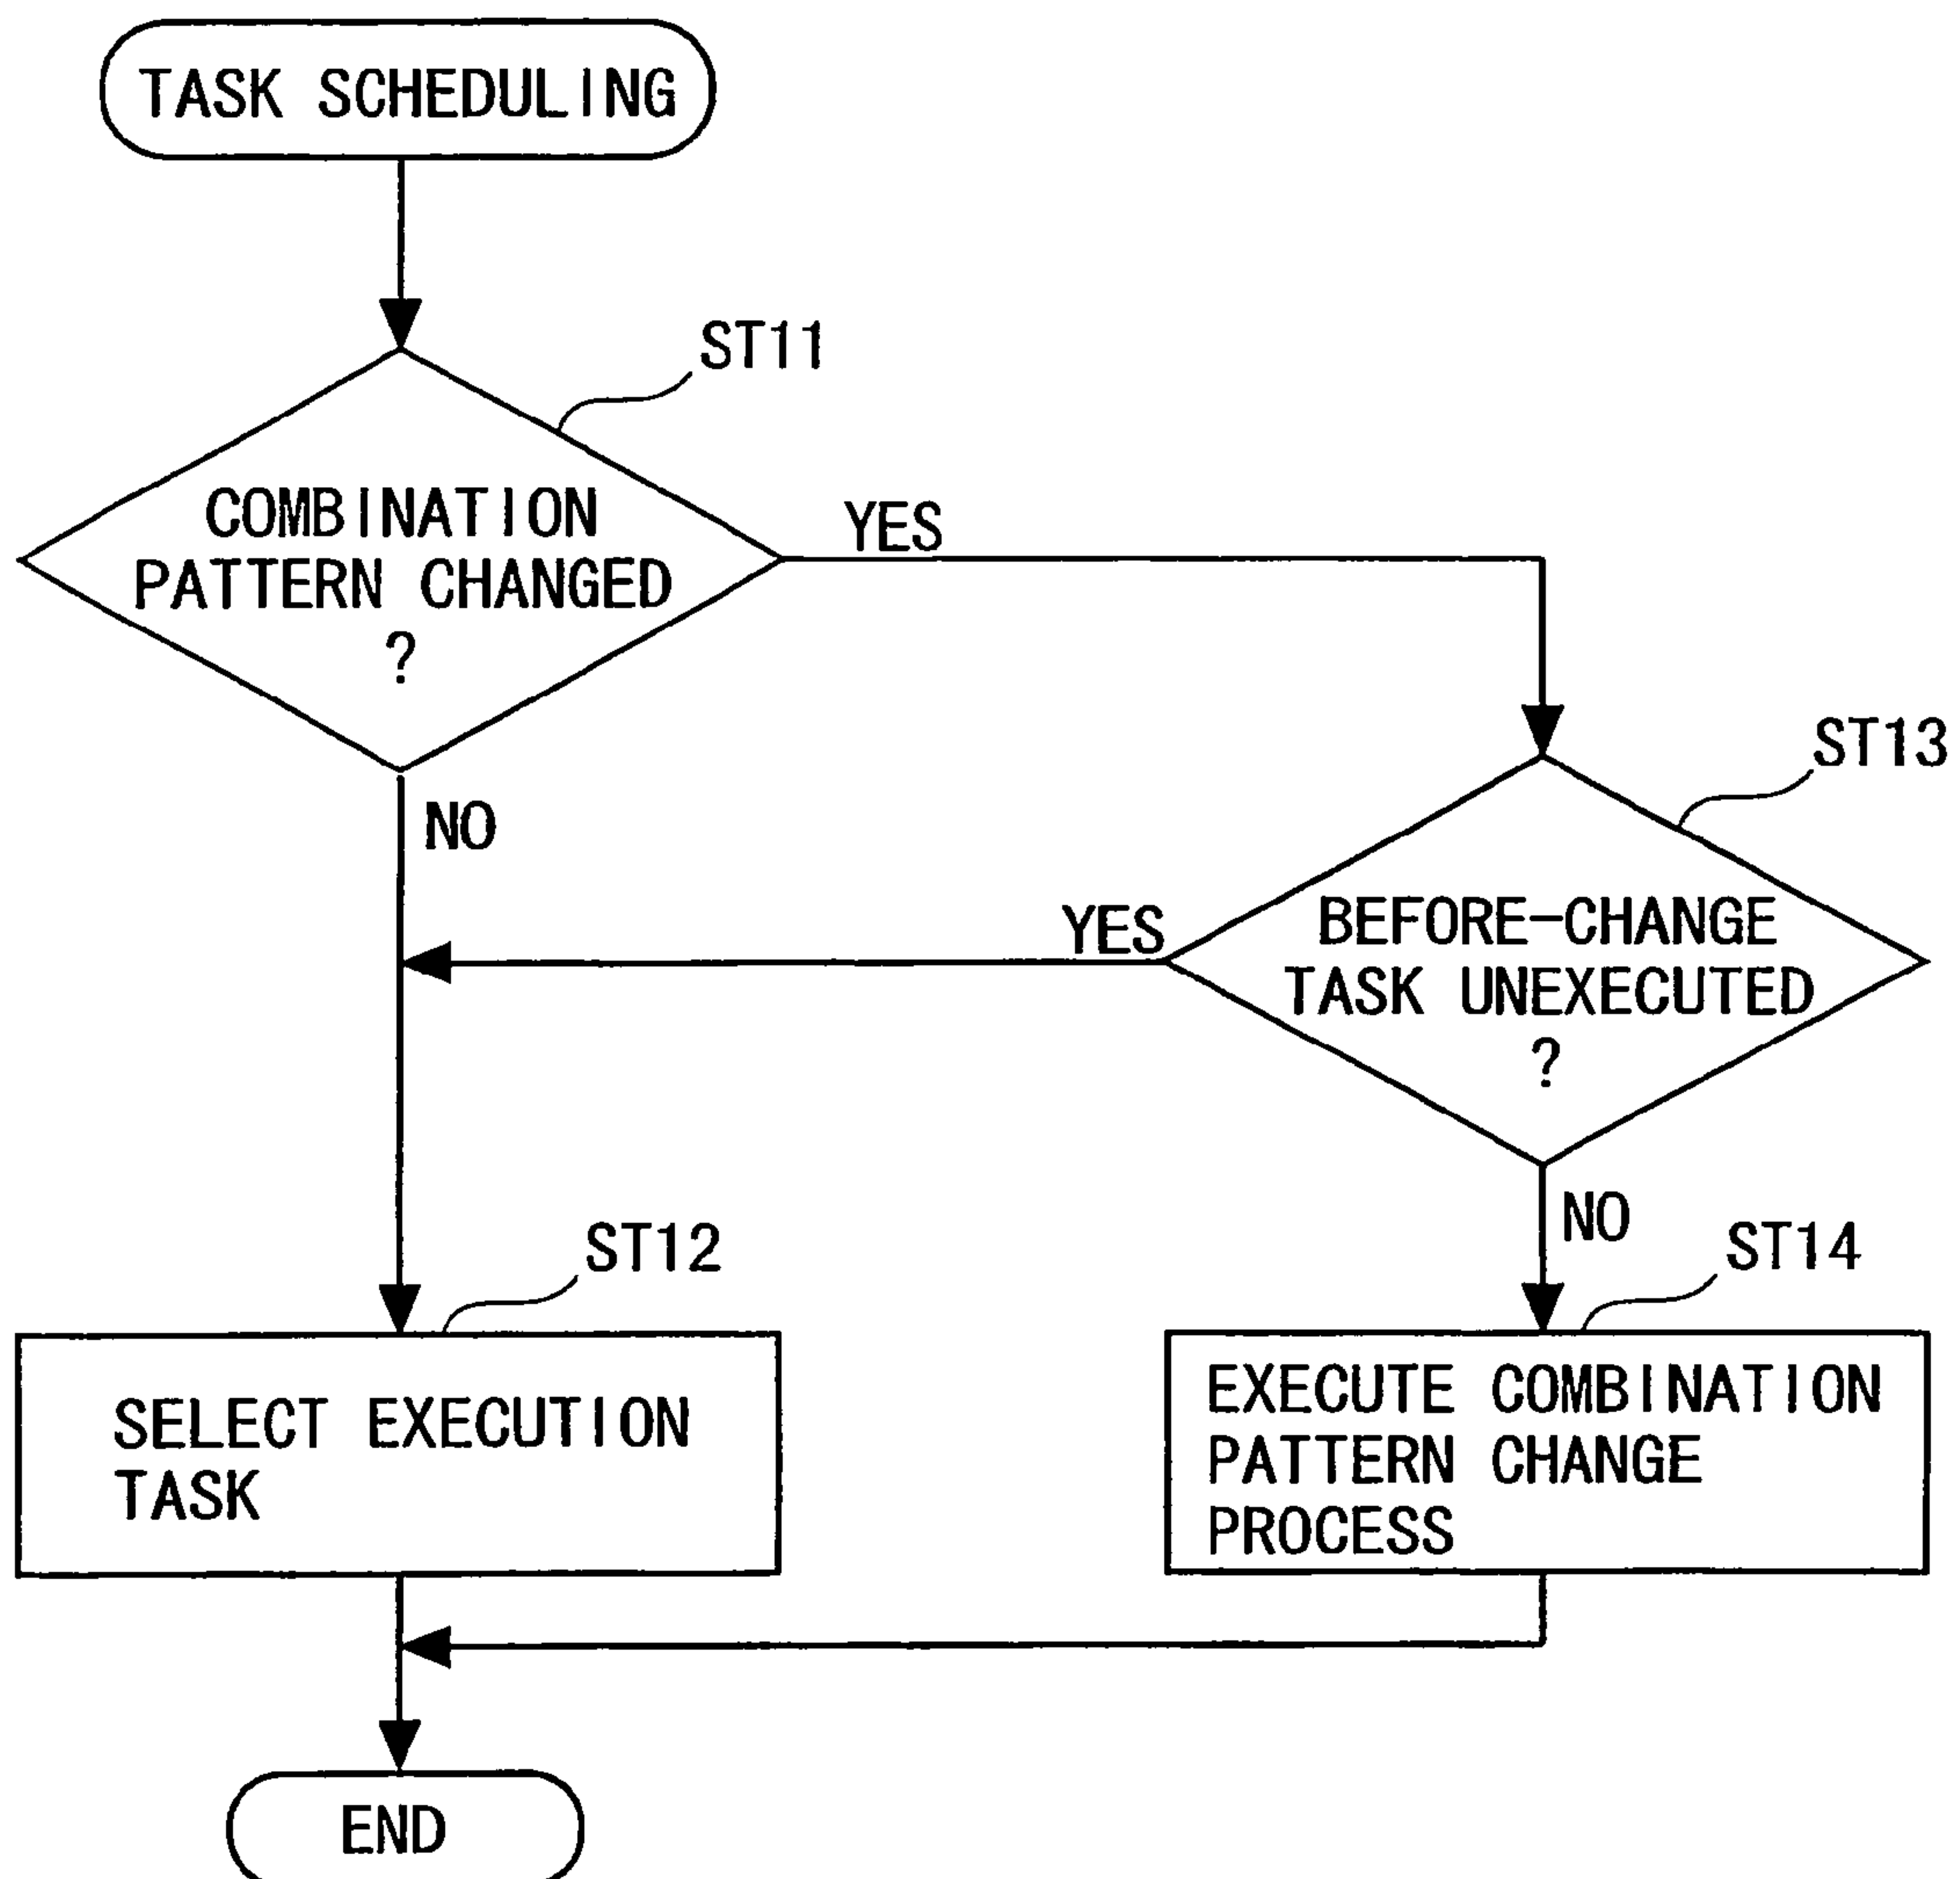 TASK SCHEDULING
ST11
COMBINATION
PATTERN CHANGED
?
YES
NO
ST13
BEFORE-CHANGE
TASK UNEXECUTED
?
YES
NO
ST12
SELECT EXECUTION
TASK
ST14
EXECUTE COMBINATION
PATTERN CHANGE
PROCESS
END